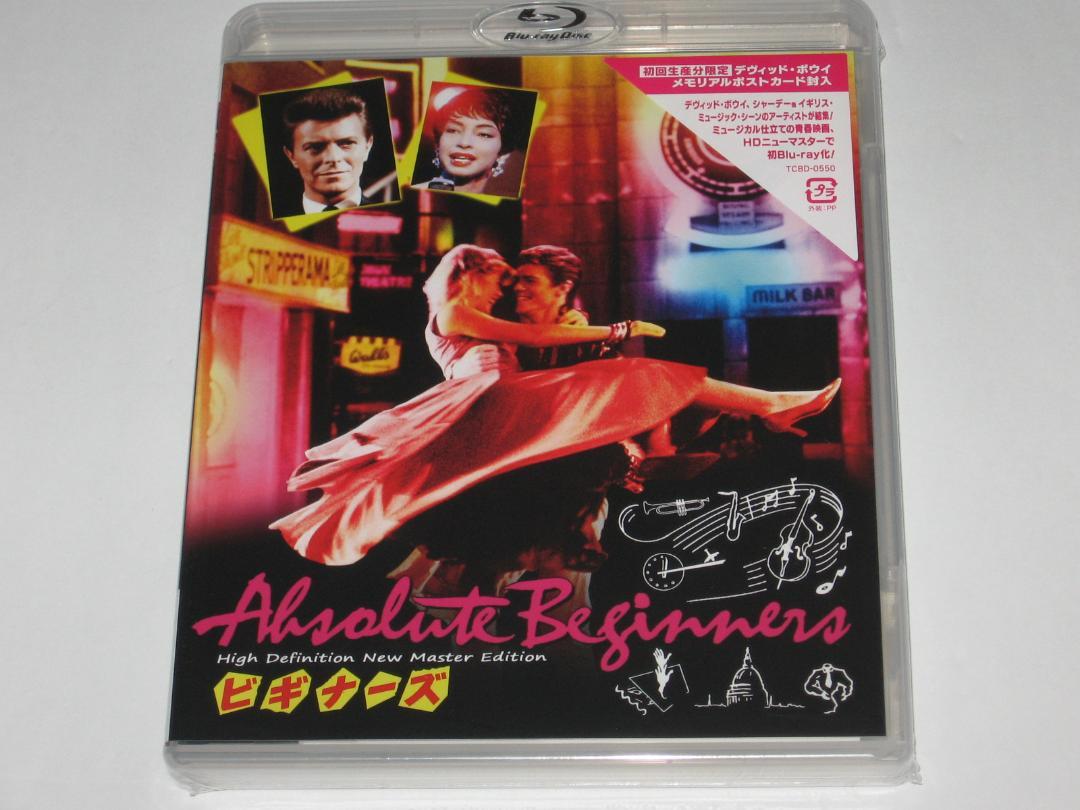 Blu-ray Disc
初回生産分限定 デヴィッド・ボウイ
メモリアルポストカード封入
デヴィッド・ボウイ、シャーデー他 イギリス・
ミュージック・シーンのアーティストが結集!
ミュージカル仕立ての青春映画、
HDニューマスターで
初Blu-ray化!
TCBD-0550
プラ
外装:PP
STRIPPERAMA
THEATRE
Wall's
MILK BAR
Absolute Beginners
High Definition New Master Edition
ビギナーズ